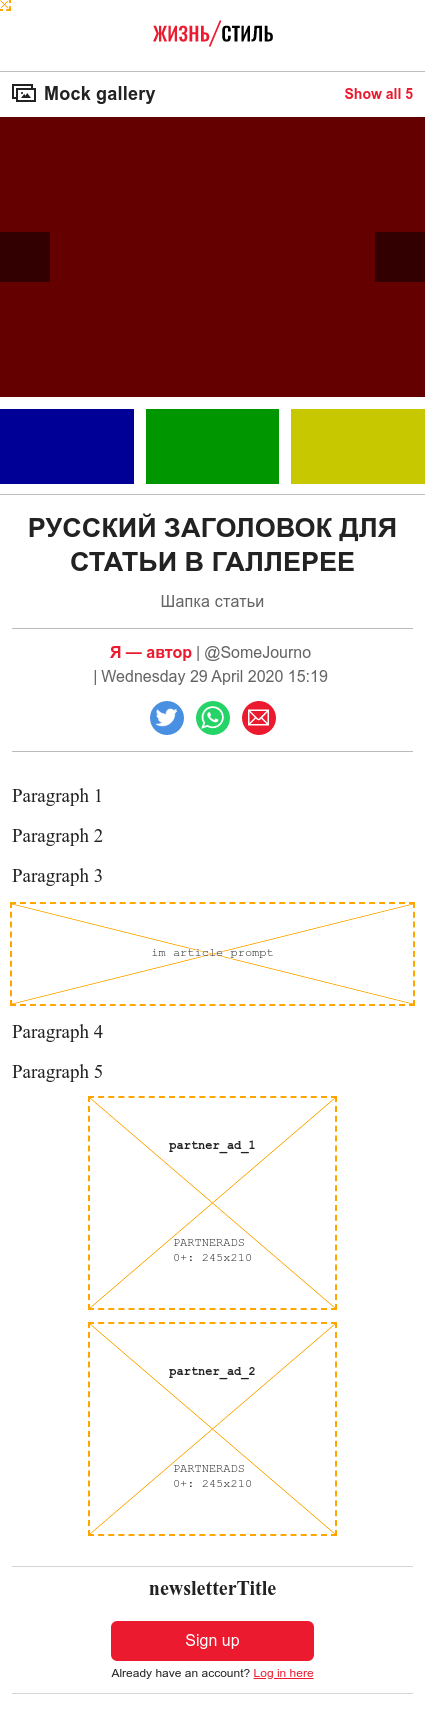 ЖИЗНЬ/СТИЛЬ
Mock gallery
Show all 5
РУССКИЙ ЗАГОЛОВОК ДЛЯ
СТАТЬИ В ГАЛЛЕРЕЕ
Шапка статьи
Я — автор | @SomeJourno
| Wednesday 29 April 2020 15:19
Paragraph 1
Paragraph 2
Paragraph 3
im article prompt
Paragraph 4
Paragraph 5
partner_ad_1
PARTNERADS
0+: 245x210
partner_ad_2
PARTNERADS
0+: 245x210
newsletterTitle
Sign up
Already have an account? Log in here